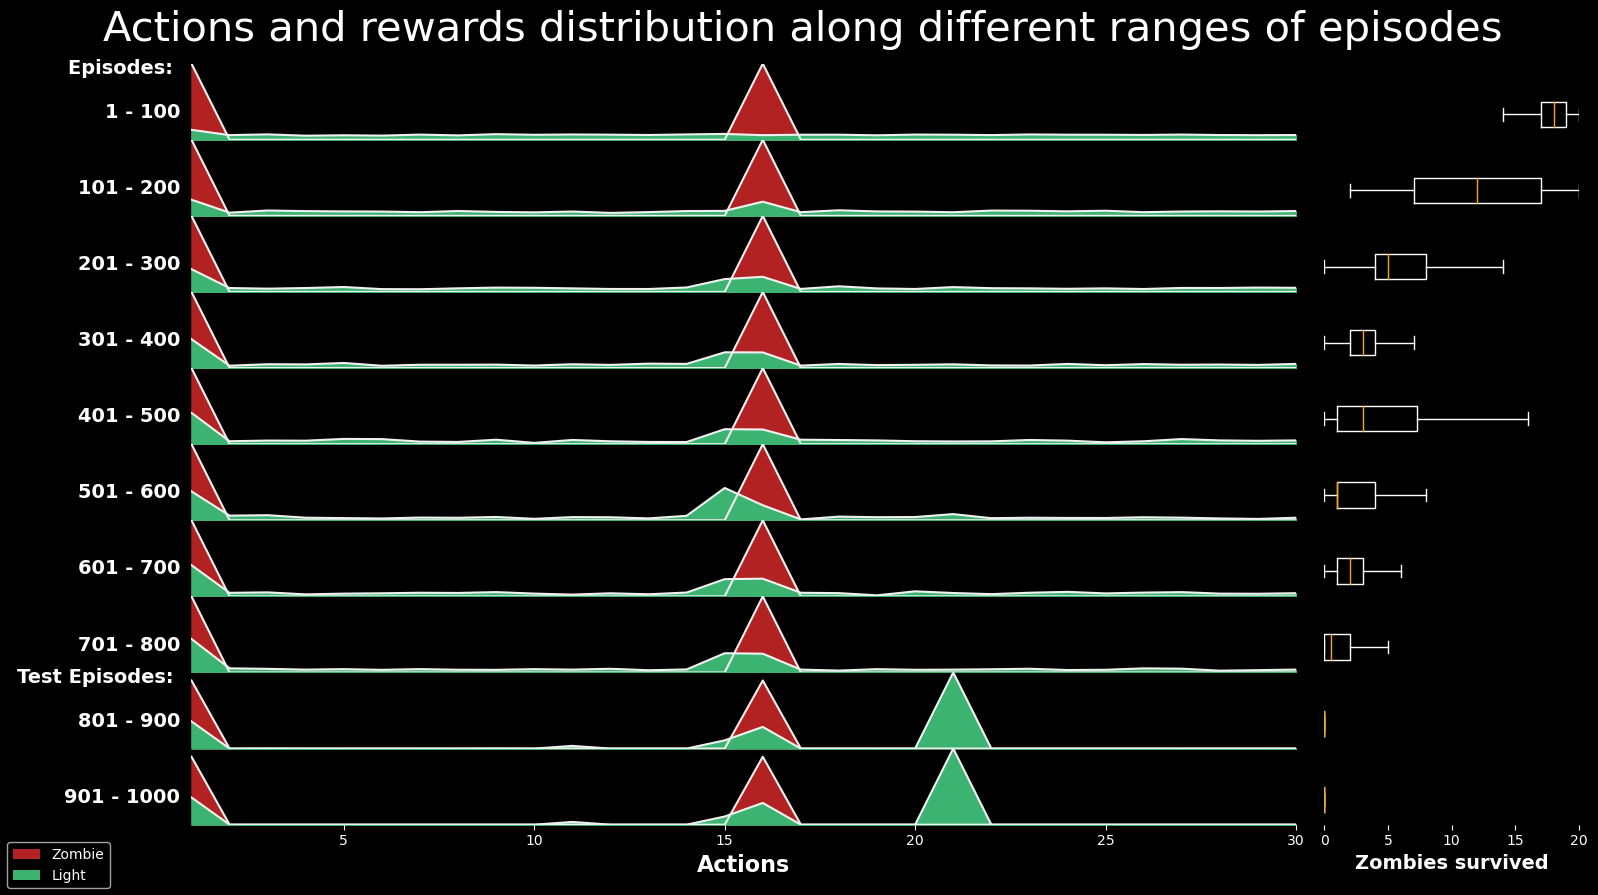 Actions and rewards distribution along different ranges of episodes
Episodes:
1 - 100
101 - 200
201 - 300
301 - 400
401 - 500
501 - 600
601 - 700
701 - 800
Test Episodes:
801 - 900
901 - 1000
5 10 15 20 25 30
0 5 10 15 20
Actions
Zombies survived
Zombie
Light